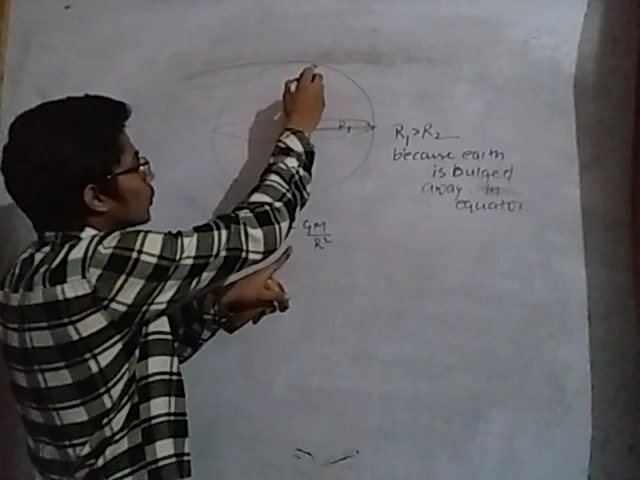 R₁
R₁>R₂
because earth
is bulged
away in
equator.
GM
R²